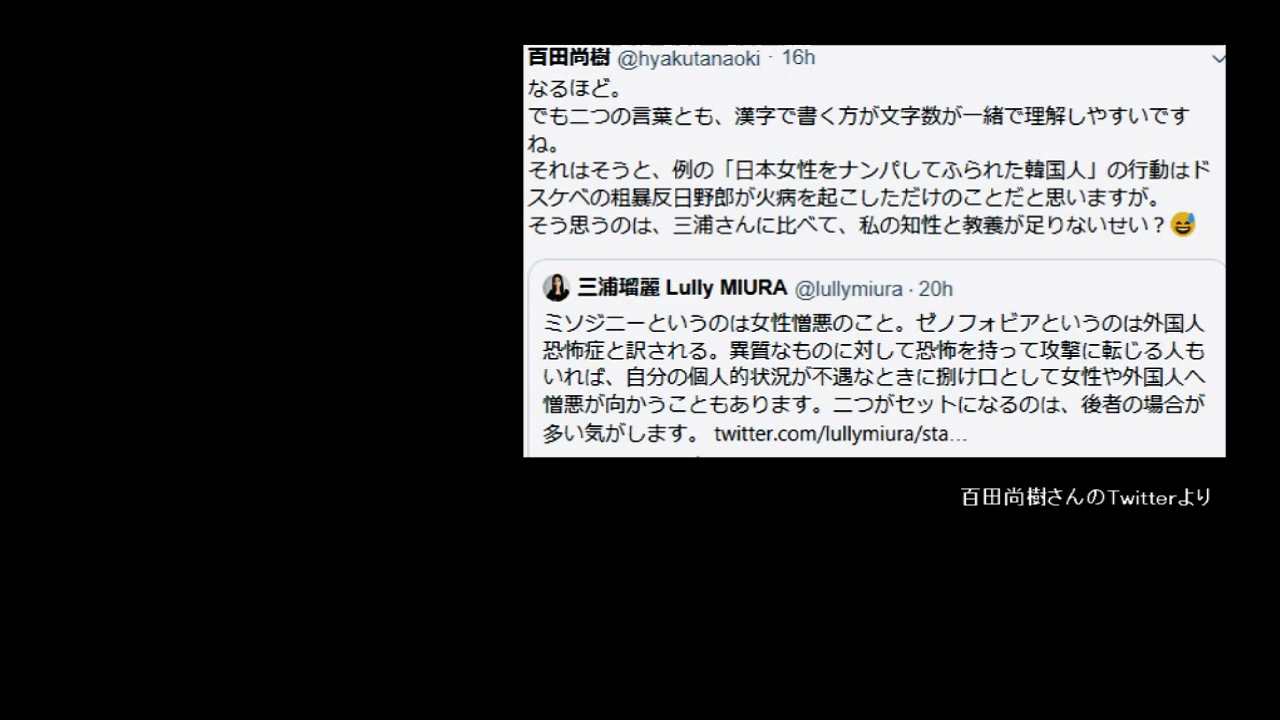 百田尚樹 @hyakutanaoki · 16h
なるほど。
でも二つの言葉とも、漢字で書く方が文字数が一緒で理解しやすいです
ね。
それはそうと、例の「日本女性をナンパしてふられた韓国人」の行動はド
スケベの粗暴反日野郎が火病を起こしただけのことだと思いますが。
そう思うのは、三浦さんに比べて、私の知性と教養が足りないせい？😅
三浦瑠麗 Lully MIURA @lullymiura · 20h
ミソジニーというのは女性憎悪のこと。ゼノフォビアというのは外国人
恐怖症と訳される。異質なものに対して恐怖を持って攻撃に転じる人も
いれば、自分の個人的状況が不遇なときに捌け口として女性や外国人へ
憎悪が向かうこともあります。二つがセットになるのは、後者の場合が
多い気がします。 twitter.com/lullymiura/sta...
百田尚樹さんのTwitterより